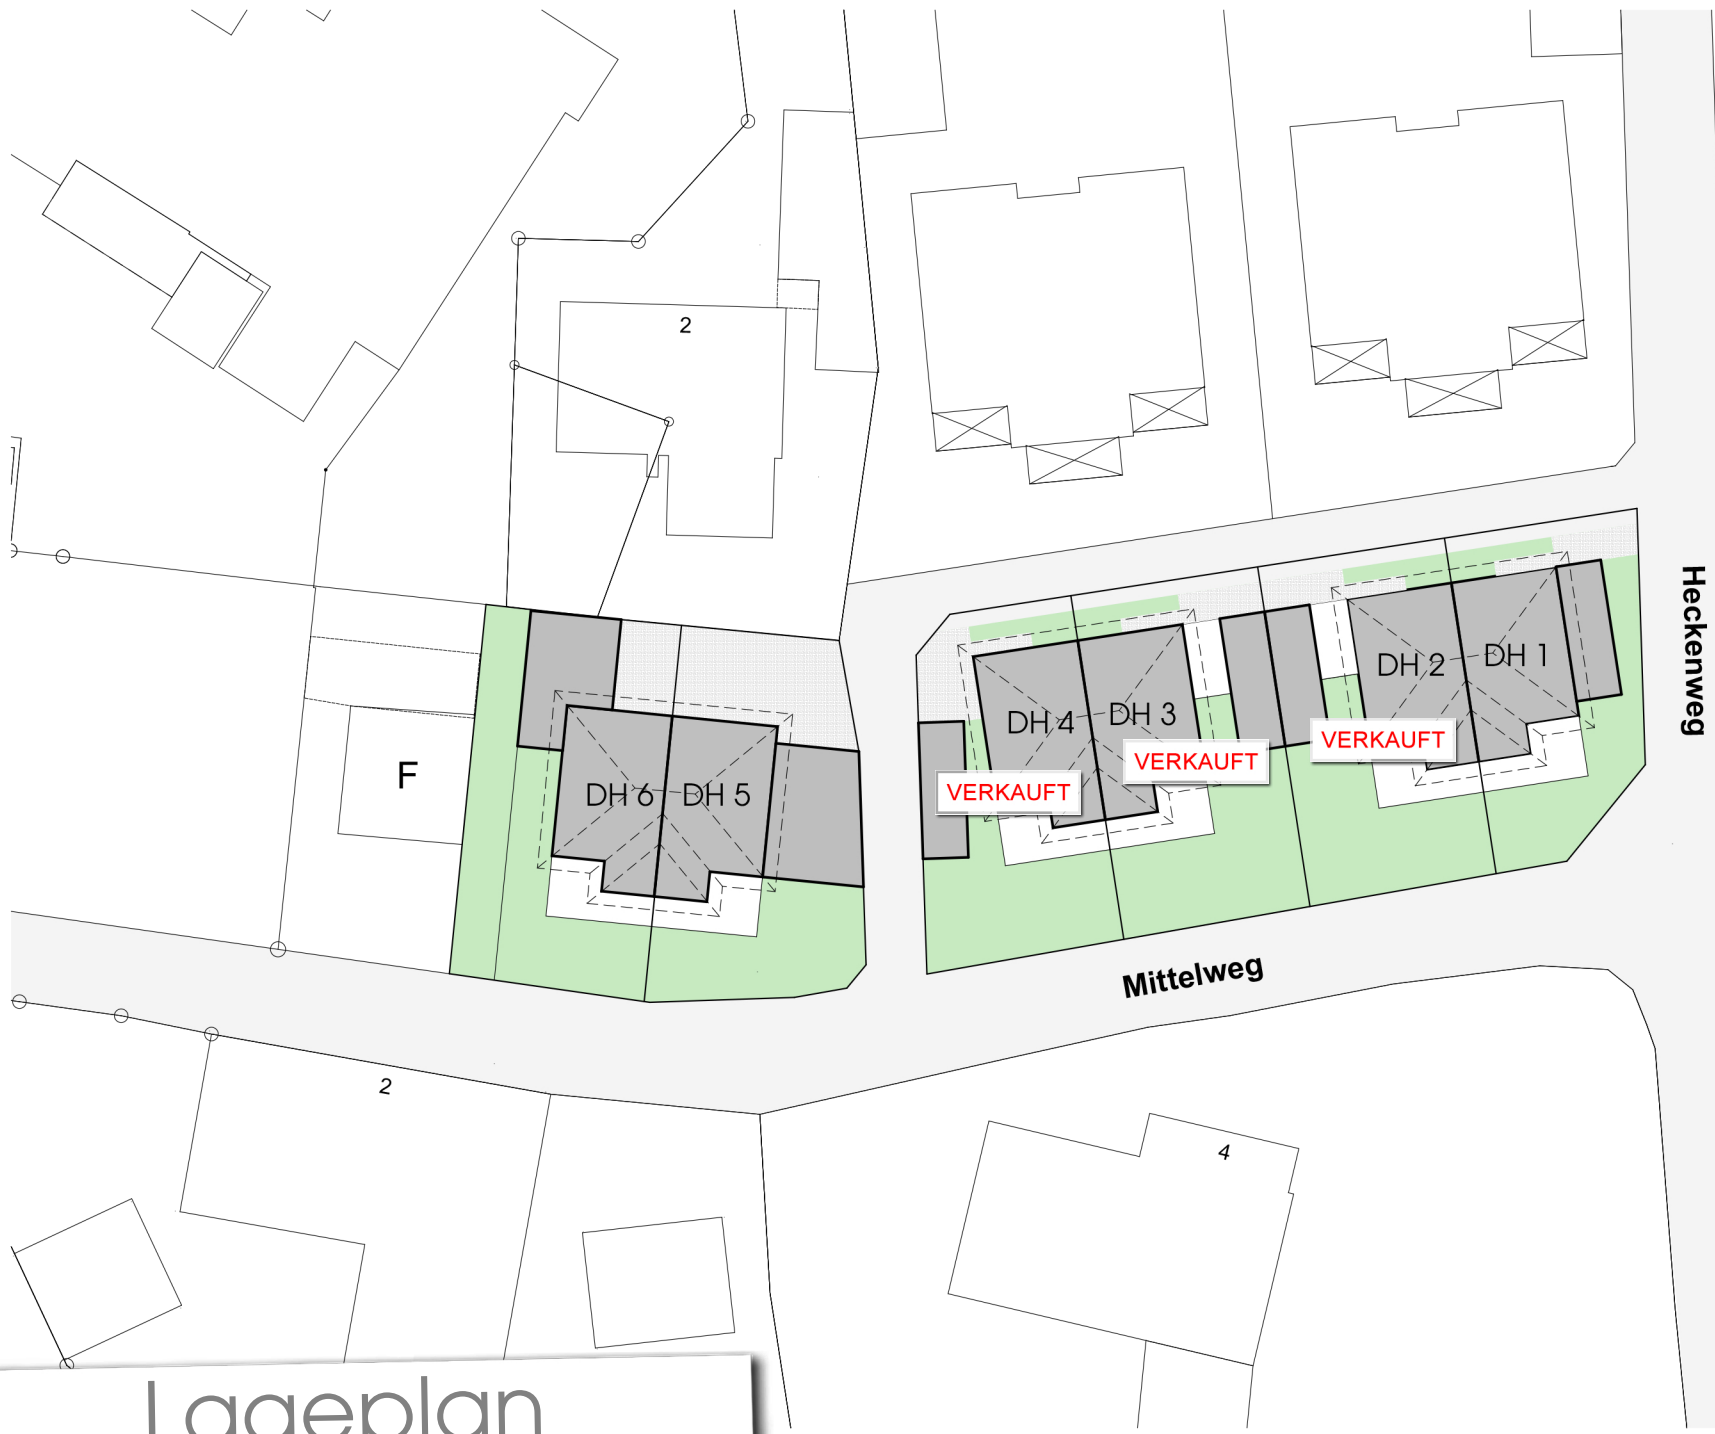 2
Heckenweg
DH 2
DH 1
DH 4
DH 3
VERKAUFT
VERKAUFT
VERKAUFT
F
DH 6
DH 5
Mittelweg
2
4
Lageplan